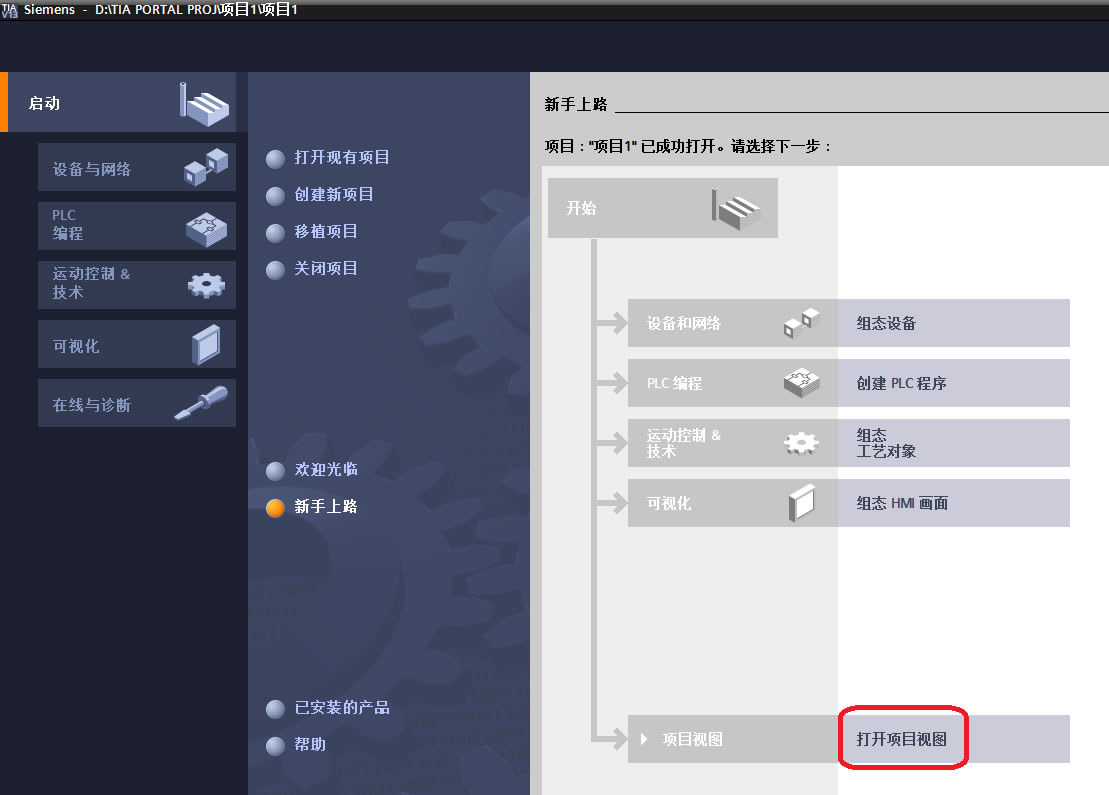 TIA
V13
Siemens - D:\TIA PORTAL PROJ\项目1\项目1
启动
设备与网络
PLC
编程
运动控制 &
技术
可视化
在线与诊断
打开现有项目
创建新项目
移植项目
关闭项目
欢迎光临
新手上路
已安装的产品
帮助
新手上路
项目："项目1" 已成功打开。请选择下一步：
开始
设备和网络
组态设备
PLC 编程
创建 PLC 程序
运动控制 &
技术
组态
工艺对象
可视化
组态 HMI 画面
项目视图
打开项目视图